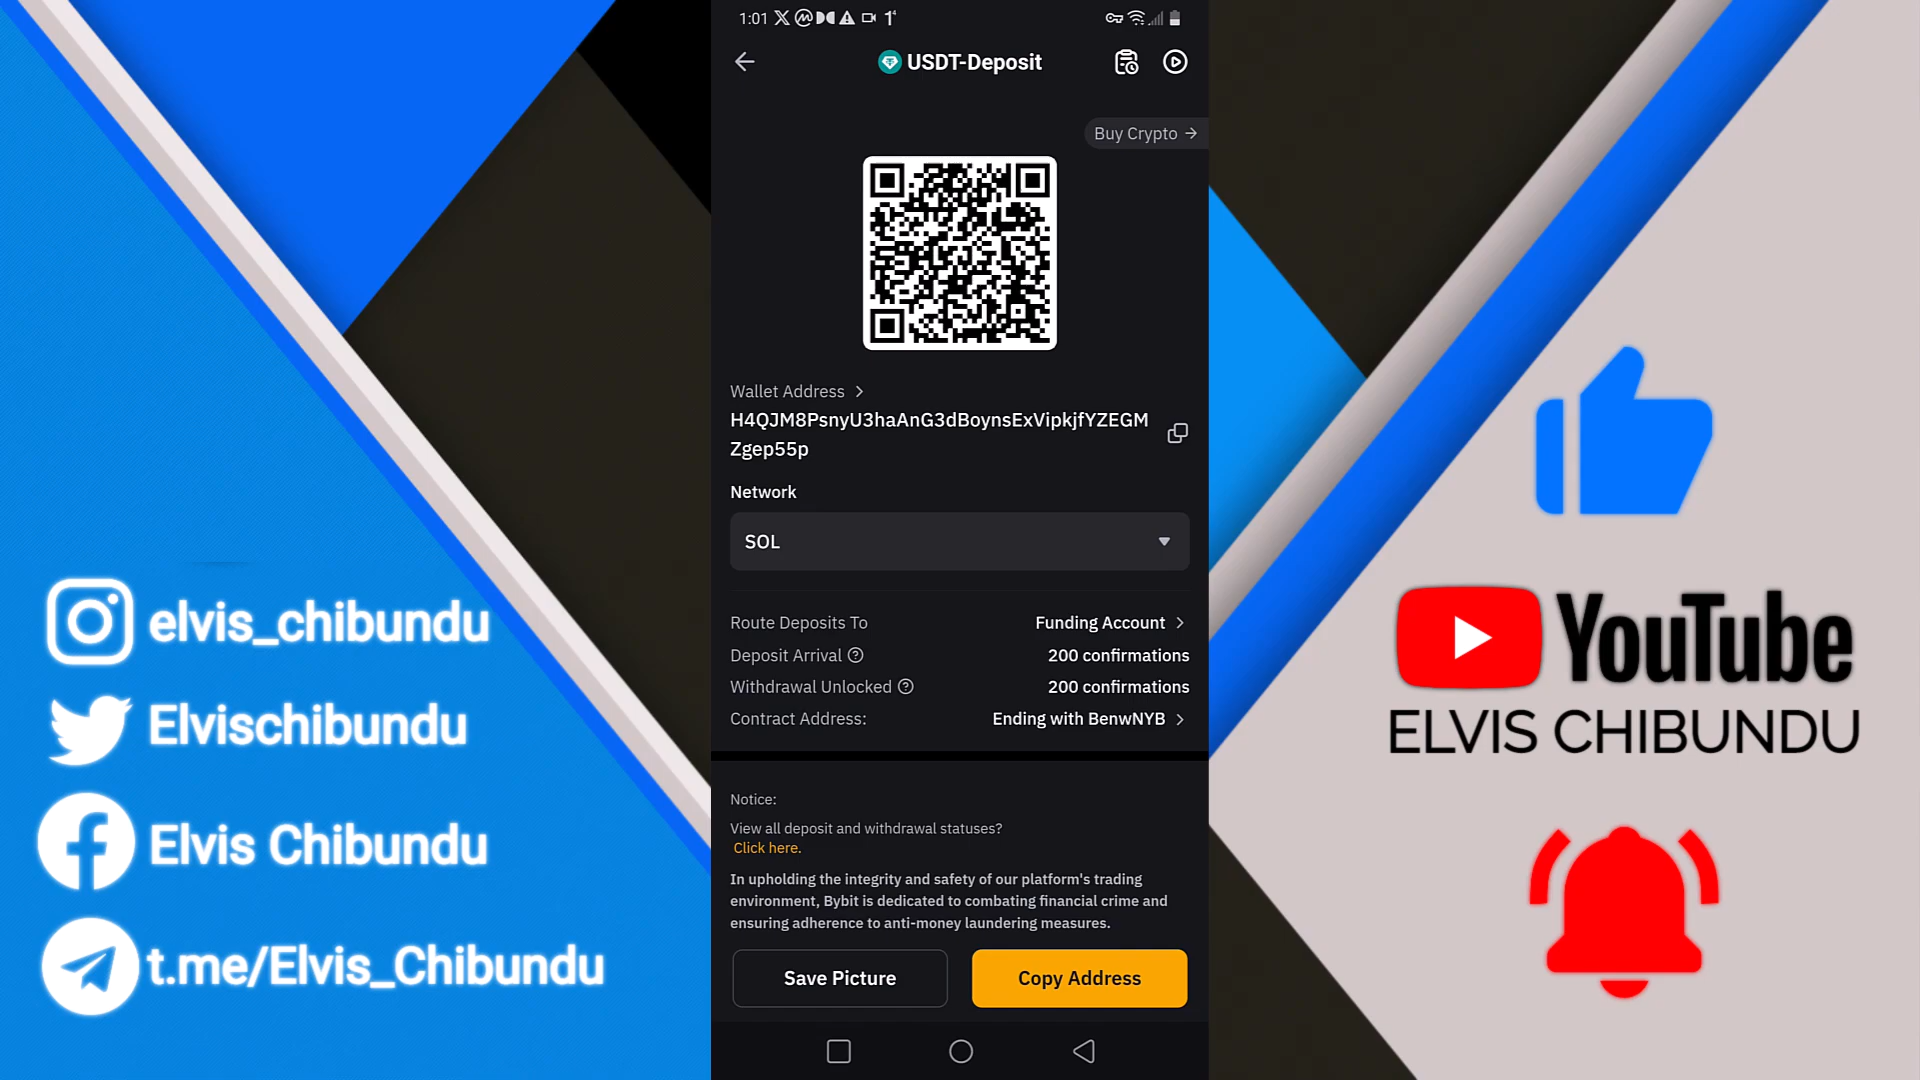 1:01
USDT-Deposit
Buy Crypto →
Wallet Address >
H4QJM8PsnyU3haAnG3dBoynsExVipkjfYZEGM
Zgep55p
Network
SOL
Route Deposits To Funding Account >
Deposit Arrival 200 confirmations
Withdrawal Unlocked 200 confirmations
Contract Address: Ending with BenwNYB >
Notice:
View all deposit and withdrawal statuses?
Click here.
In upholding the integrity and safety of our platform's trading
environment, Bybit is dedicated to combating financial crime and
ensuring adherence to anti-money laundering measures.
Save Picture
Copy Address
elvis_chibundu
Elvischibundu
Elvis Chibundu
t.me/Elvis_Chibundu
YouTube
ELVIS CHIBUNDU